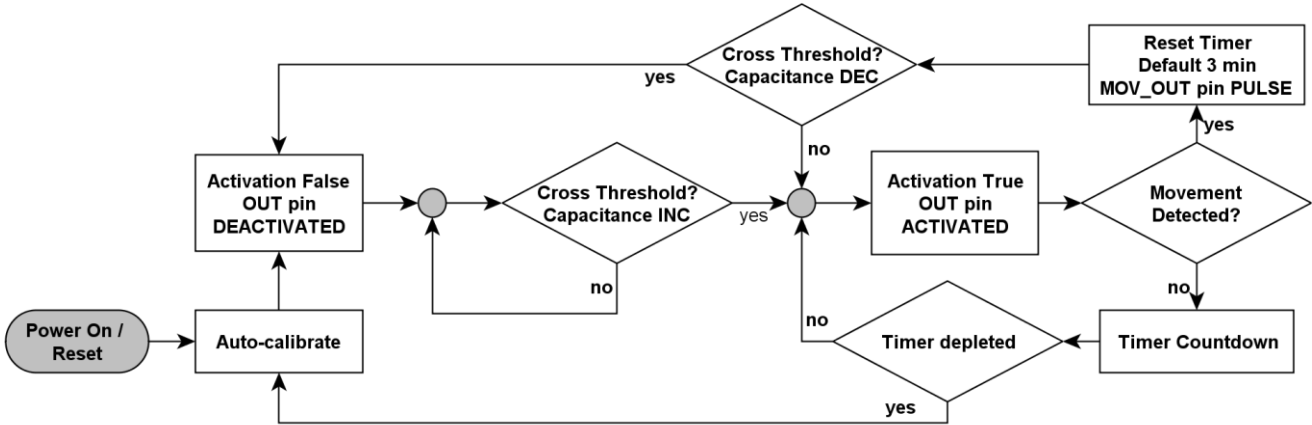 Cross Threshold?
Capacitance DEC
yes
no
Reset Timer
Default 3 min
MOV_OUT pin PULSE
yes
Activation False
OUT pin
DEACTIVATED
Cross Threshold?
Capacitance INC
yes
no
Activation True
OUT pin
ACTIVATED
Movement
Detected?
no
Power On /
Reset
Auto-calibrate
no
Timer depleted
yes
Timer Countdown